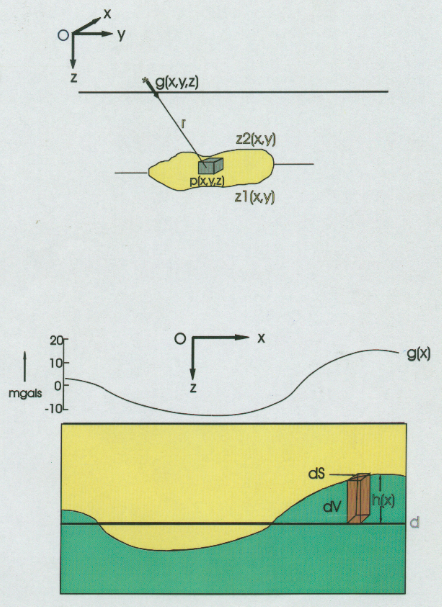 x
O
y
z
g(x,y,z)
r
z2(x,y)
p(x,y,z)
z1(x,y)
20
10
0
-10
mgals
O
x
z
g(x)
dS
dV
h(x)
d